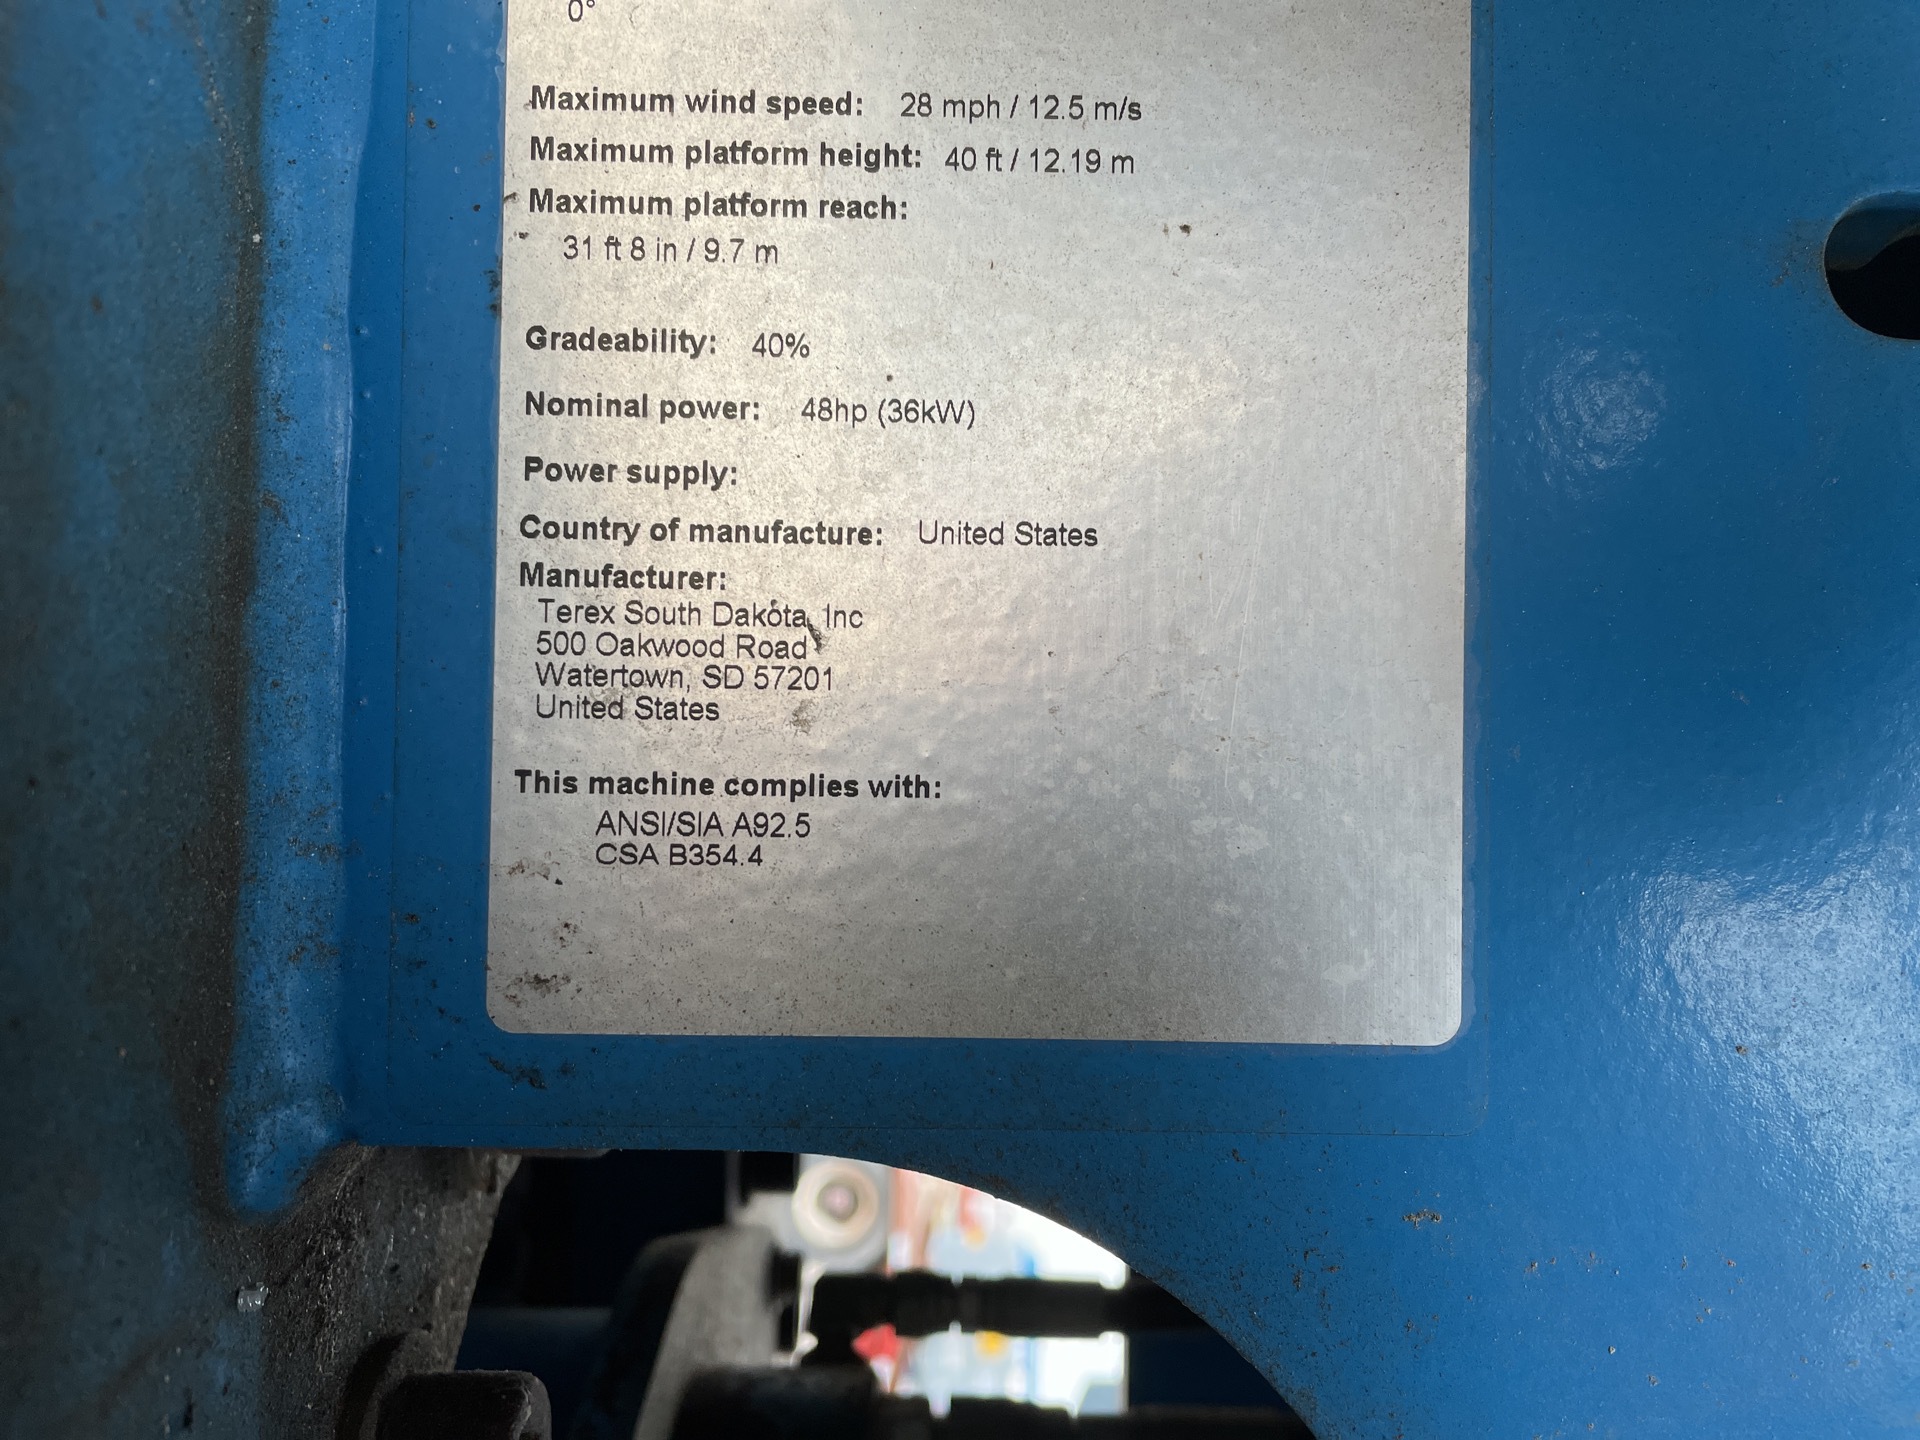 0°
Maximum wind speed: 28 mph / 12.5 m/s
Maximum platform height: 40 ft / 12.19 m
Maximum platform reach:
31 ft 8 in / 9.7 m
Gradeability: 40%
Nominal power: 48hp (36kW)
Power supply:
Country of manufacture: United States
Manufacturer:
Terex South Dakota, Inc
500 Oakwood Road
Watertown, SD 57201
United States
This machine complies with:
ANSI/SIA A92.5
CSA B354.4